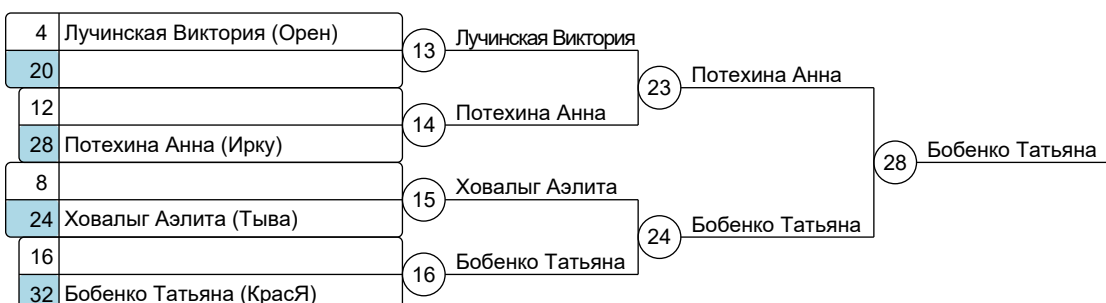 4 Лучинская Виктория (Орен)
20
12
28 Потехина Анна (Ирку)
8
24 Ховалыг Аэлита (Тыва)
16
32 Бобенко Татьяна (КрасЯ)
13 Лучинская Виктория
14 Потехина Анна
15 Ховалыг Аэлита
16 Бобенко Татьяна
23 Потехина Анна
24 Бобенко Татьяна
28 Бобенко Татьяна